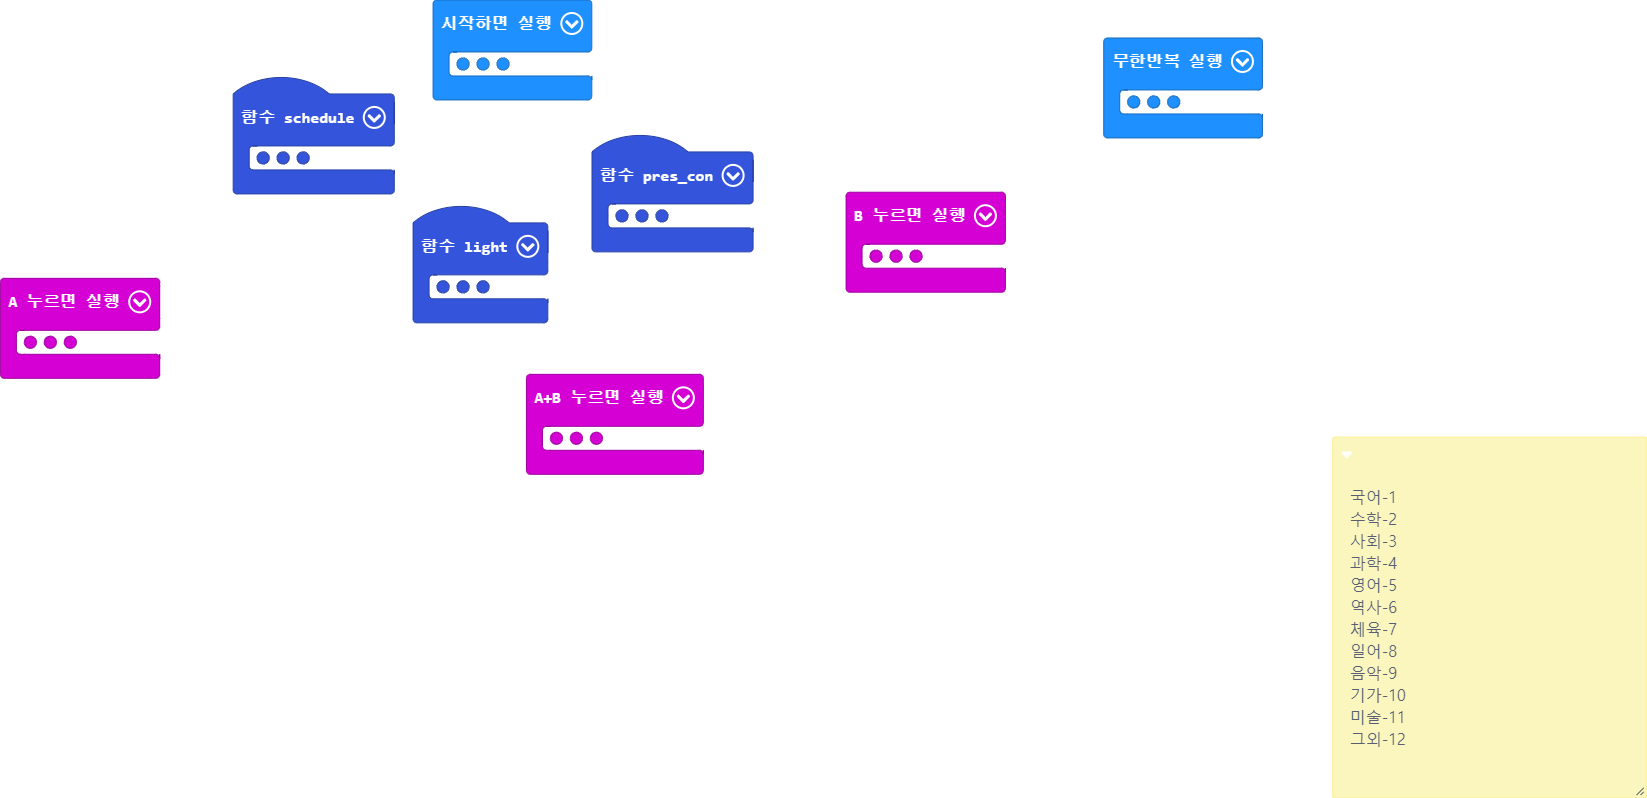 시작하면 실행
무한반복 실행
함수 schedule
함수 pres_con
B 누르면 실행
함수 light
A 누르면 실행
A+B 누르면 실행
국어-1
수학-2
사회-3
과학-4
영어-5
역사-6
체육-7
일어-8
음악-9
기가-10
미술-11
그외-12